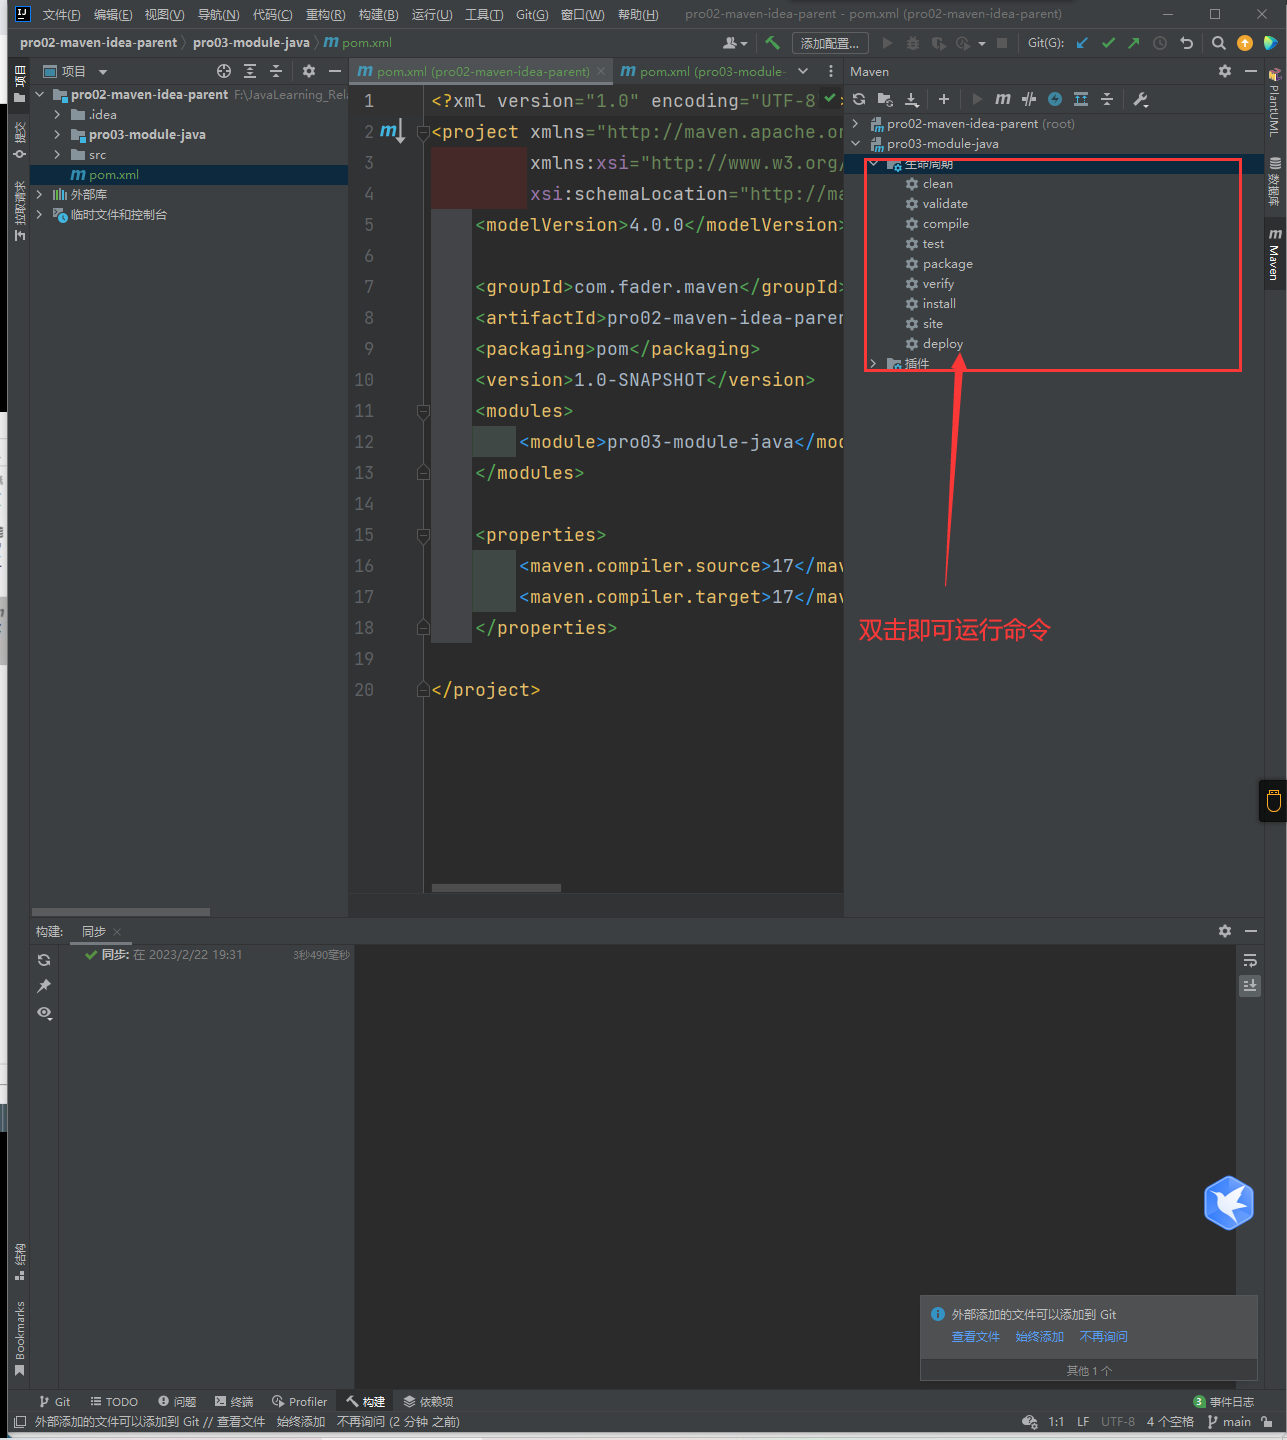 文件(F) 编辑(E) 视图(V) 导航(N) 代码(C) 重构(R) 构建(B) 运行(U) 工具(T) Git(G) 窗口(W) 帮助(H) pro02-maven-idea-parent - pom.xml (pro02-maven-idea-parent)
pro02-maven-idea-parent pro03-module-java pom.xml 添加配置... Git(G):
项目
提交
拉取请求
项目
pro02-maven-idea-parent F:\JavaLearning_Rel
.idea
pro03-module-java
src
pom.xml
外部库
临时文件和控制台
pom.xml (pro02-maven-idea-parent) pom.xml (pro03-module-
1 <?xml version="1.0" encoding="UTF-8
2 <project xmlns="http://maven.apache.or
3 xmlns:xsi="http://www.w3.org/
4 xsi:schemaLocation="http://ma
5 <modelVersion>4.0.0</modelVersion>
6
7 <groupId>com.fader.maven</groupId>
8 <artifactId>pro02-maven-idea-paren
9 <packaging>pom</packaging>
10 <version>1.0-SNAPSHOT</version>
11 <modules>
12 <module>pro03-module-java</mod
13 </modules>
14
15 <properties>
16 <maven.compiler.source>17</mav
17 <maven.compiler.target>17</mav
18 </properties>
19
20 </project>
Maven
pro02-maven-idea-parent (root)
pro03-module-java
生命周期
clean
validate
compile
test
package
verify
install
site
deploy
插件
双击即可运行命令
PlantUML
数据库
Maven
构建: 同步
同步: 在 2023/2/22 19:31 3秒490毫秒
结构
Bookmarks
外部添加的文件可以添加到 Git
查看文件 始终添加 不再询问
其他 1 个
Git TODO 问题 终端 Profiler 构建 依赖项 3 事件日志
外部添加的文件可以添加到 Git // 查看文件 始终添加 不再询问 (2 分钟 之前) 1:1 LF UTF-8 4 个空格 main